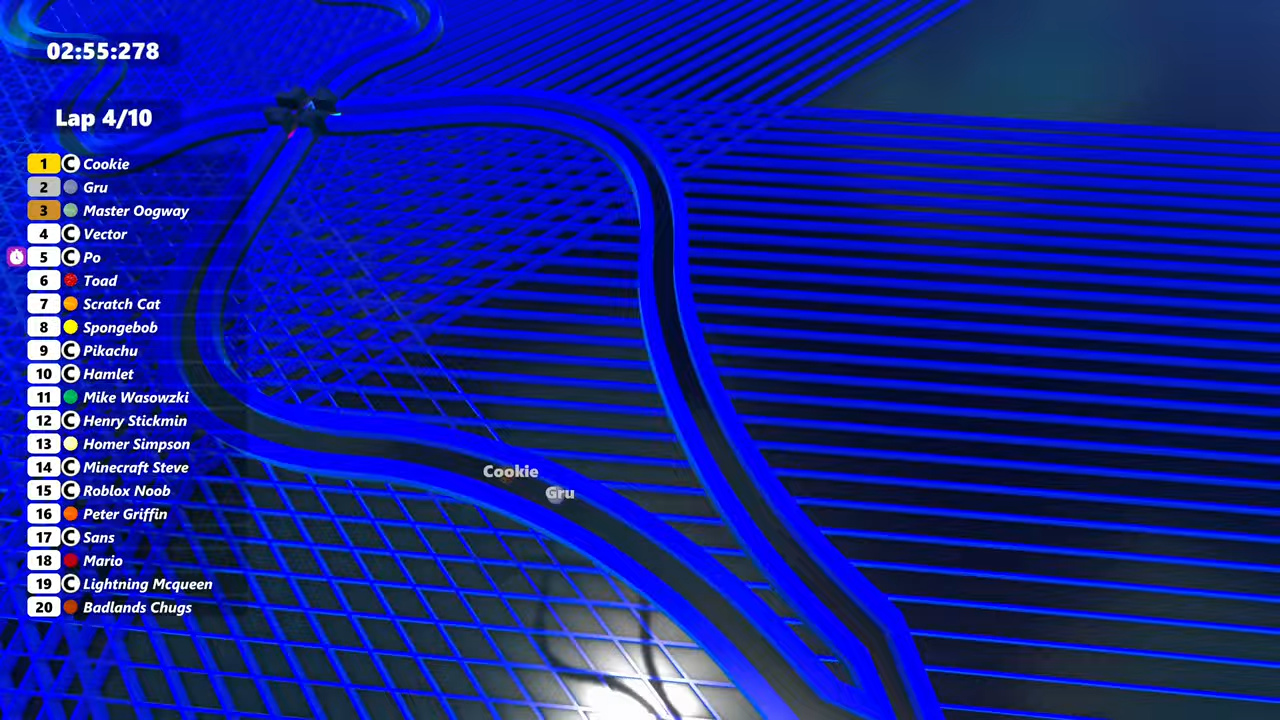 02:55:278
Lap 4/10
1 C Cookie
2 Gru
3 Master Oogway
4 C Vector
5 C Po
6 Toad
7 Scratch Cat
8 Spongebob
9 C Pikachu
10 C Hamlet
11 Mike Wasowzki
12 C Henry Stickmin
13 Homer Simpson
14 C Minecraft Steve
15 C Roblox Noob
16 Peter Griffin
17 C Sans
18 Mario
19 C Lightning Mcqueen
20 Badlands Chugs
Cookie
Gru